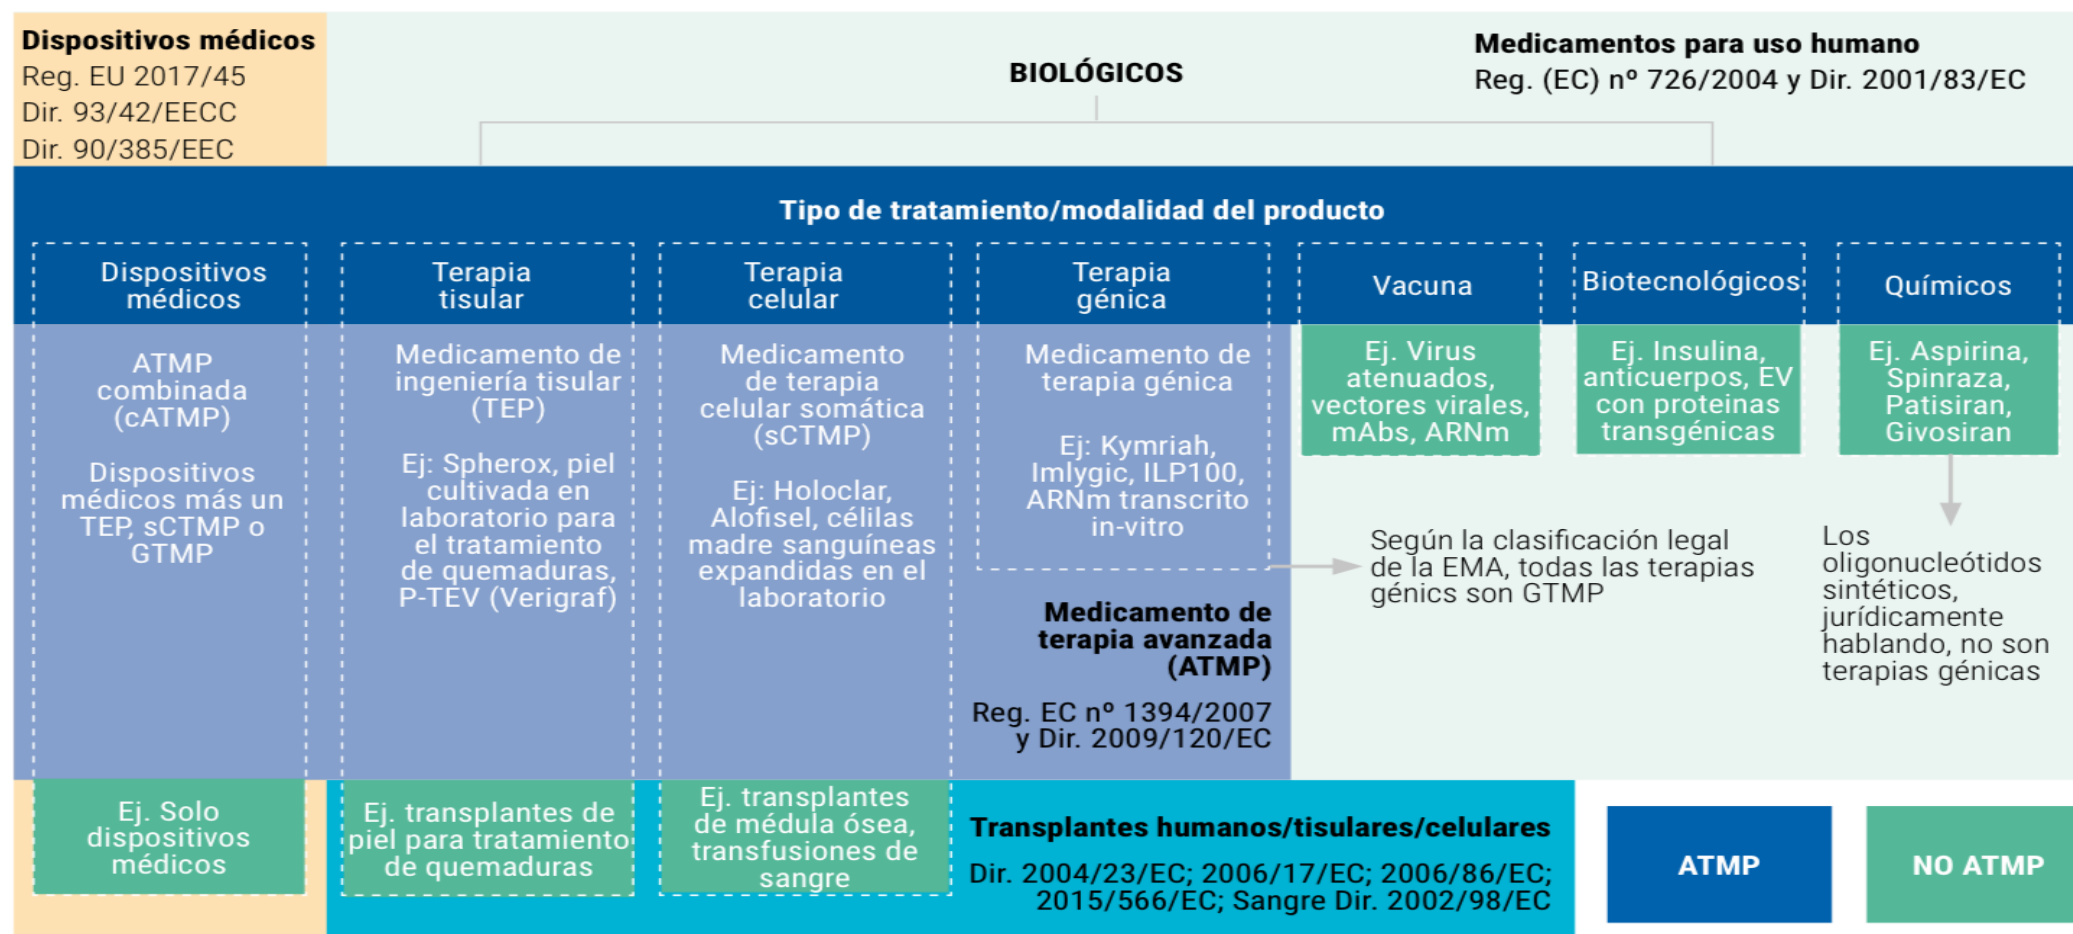 Dispositivos médicos
Reg. EU 2017/45
Dir. 93/42/EECC
Dir. 90/385/EEC
BIOLÓGICOS
Medicamentos para uso humano
Reg. (EC) nº 726/2004 y Dir. 2001/83/EC
Tipo de tratamiento/modalidad del producto
Dispositivos
médicos
Terapia
tisular
Terapia
celular
Terapia
génica
Vacuna
Biotecnológicos
Químicos
ATMP
combinada
(cATMP)
Dispositivos
médicos más un
TEP, sCTMP o
GTMP
Medicamento de
ingeniería tisular
(TEP)
Ej: Spherox, piel
cultivada en
laboratorio para
el tratamiento
de quemaduras,
P-TEV (Verigraf)
Medicamento
de terapia
celular somática
(sCTMP)
Ej: Holoclar,
Alofisel, célilas
madre sanguíneas
expandidas en el
laboratorio
Medicamento de
terapia génica
Ej: Kymriah,
Imlygic, ILP100,
ARNm transcrito
in-vitro
Ej. Virus
atenuados,
vectores virales,
mAbs, ARNm
Ej. Insulina,
anticuerpos, EV
con proteinas
transgénicas
Ej. Aspirina,
Spinraza,
Patisiran,
Givosiran
Según la clasificación legal
de la EMA, todas las terapias
génics son GTMP
Los
oligonucleótidos
sintéticos,
jurídicamente
hablando, no son
terapias génicas
Medicamento de
terapia avanzada
(ATMP)
Reg. EC nº 1394/2007
y Dir. 2009/120/EC
Ej. Solo
dispositivos
médicos
Ej. transplantes de
piel para tratamiento
de quemaduras
Ej. transplantes
de médula ósea,
transfusiones de
sangre
Transplantes humanos/tisulares/celulares
Dir. 2004/23/EC; 2006/17/EC; 2006/86/EC;
2015/566/EC; Sangre Dir. 2002/98/EC
ATMP
NO ATMP